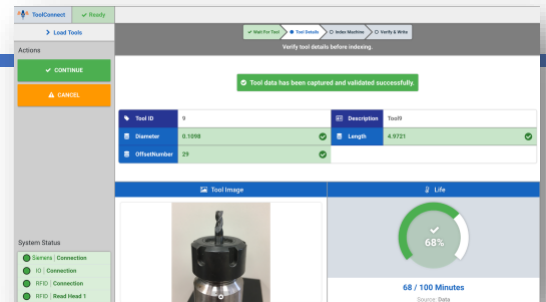 ToolConnect
Ready
Load Tools
Actions
CONTINUE
CANCEL
System Status
Siemens | Connection
IO | Connection
RFID | Connection
RFID | Read Head 1
Wait For Tool
Tool Details
Index Machine
Verify & Write
Verify tool details before indexing.
Tool data has been captured and validated successfully.
Tool ID 9
Description Tool9
Diameter 0.1098
Length 4.9721
OffsetNumber 29
Tool Image
Life
68%
68 / 100 Minutes
Source: Data